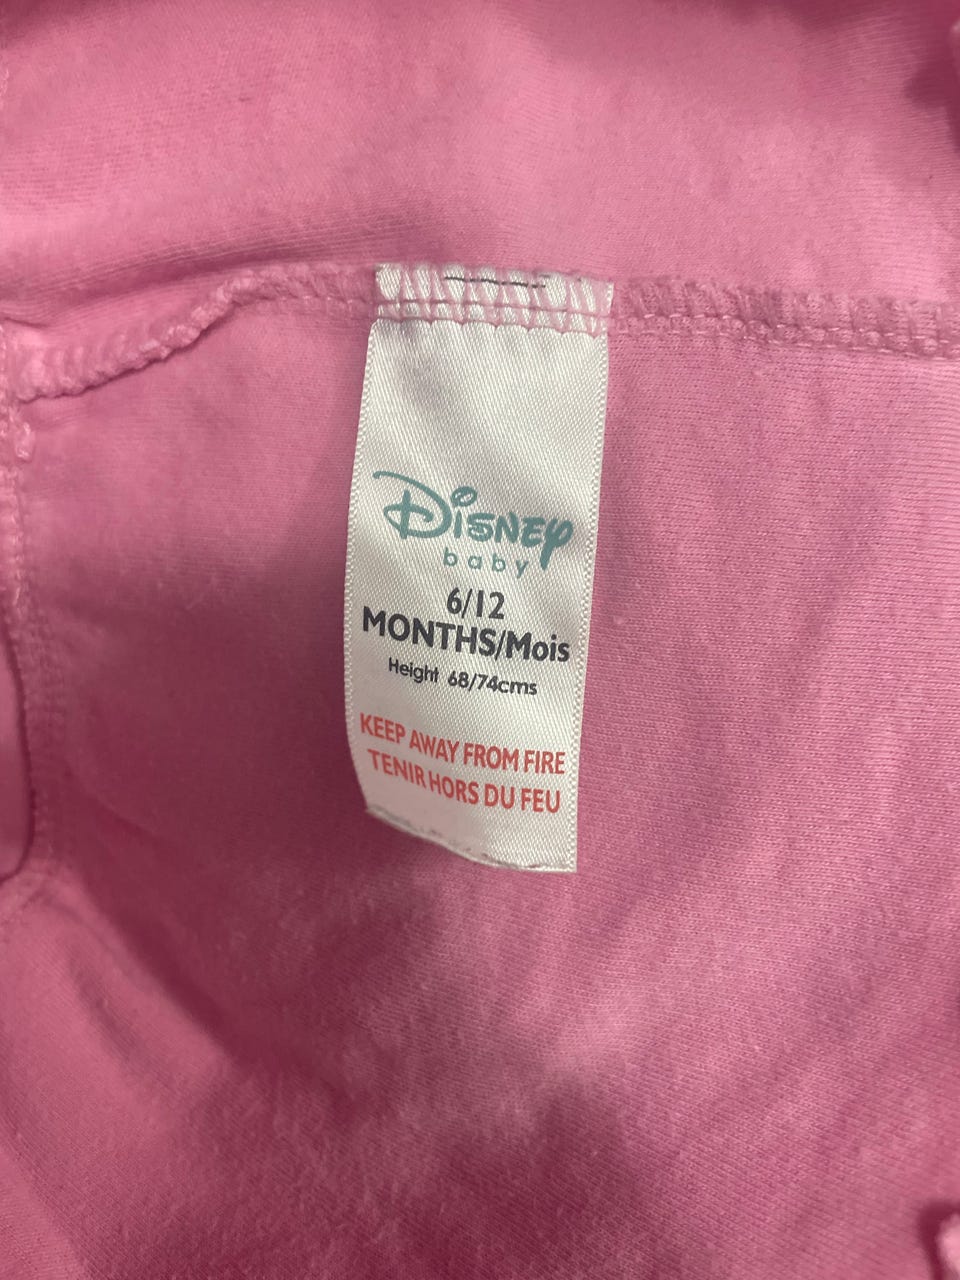 Disney
baby
6/12
MONTHS/Mois
Height 68/74cms
KEEP AWAY FROM FIRE
TENIR HORS DU FEU